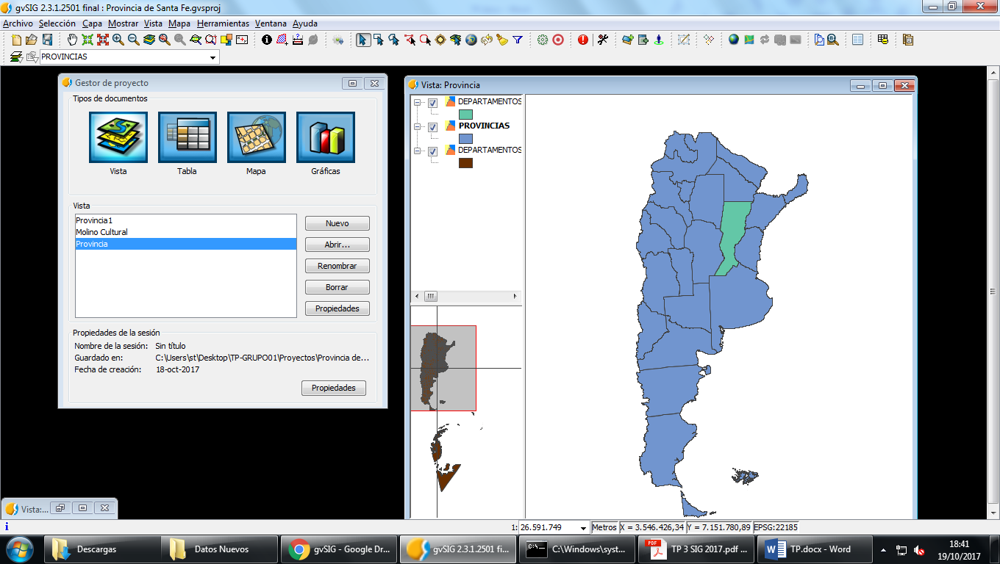 gvSIG 2.3.1.2501 final : Provincia de Santa Fe.gvsproj
Archivo Selección Capa Mostrar Vista Mapa Herramientas Ventana Ayuda
PROVINCIAS
Gestor de proyecto
Tipos de documentos
Vista Tabla Mapa Gráficas
Vista
Provincia1
Molino Cultural
Provincia
Nuevo
Abrir...
Renombrar
Borrar
Propiedades
Propiedades de la sesión
Nombre de la sesión: Sin título
Guardado en: C:\Users\st\Desktop\TP-GRUPO01\Proyectos\Provincia de...
Fecha de creación: 18-oct-2017
Propiedades
Vista: Provincia
DEPARTAMENTOS
PROVINCIAS
DEPARTAMENTOS
Vista:...
1: 26.591.749 Metros X = 3.546.426,34 Y = 7.151.780,89 EPSG:22185
Descargas Datos Nuevos gvSIG - Google Dr... gvSIG 2.3.1.2501 fi... C:\Windows\syst... TP 3 SIG 2017.pdf ... TP.docx - Word
18:41
19/10/2017